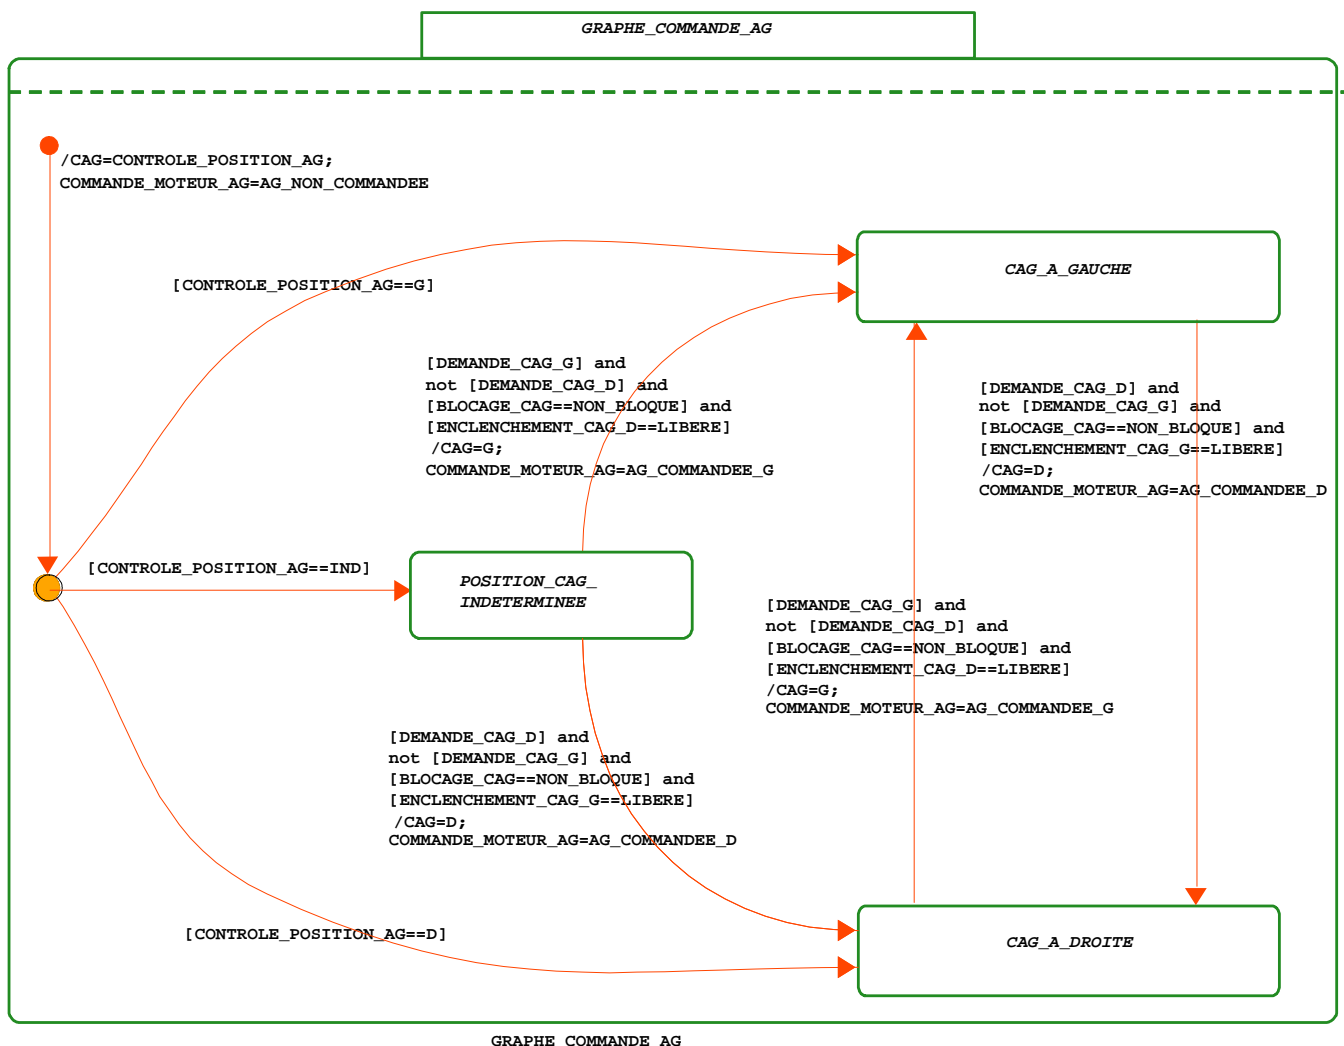 GRAPHE_COMMANDE_AG
/CAG=CONTROLE_POSITION_AG;
COMMANDE_MOTEUR_AG=AG_NON_COMMANDEE
[CONTROLE_POSITION_AG==G]
CAG_A_GAUCHE
[DEMANDE_CAG_G] and
not [DEMANDE_CAG_D] and
[BLOCAGE_CAG==NON_BLOQUE] and
[ENCLENCHEMENT_CAG_D==LIBERE]
/CAG=G;
COMMANDE_MOTEUR_AG=AG_COMMANDEE_G
[DEMANDE_CAG_D] and
not [DEMANDE_CAG_G] and
[BLOCAGE_CAG==NON_BLOQUE] and
[ENCLENCHEMENT_CAG_G==LIBERE]
/CAG=D;
COMMANDE_MOTEUR_AG=AG_COMMANDEE_D
[CONTROLE_POSITION_AG==IND]
POSITION_CAG_
INDETERMINEE
[DEMANDE_CAG_G] and
not [DEMANDE_CAG_D] and
[BLOCAGE_CAG==NON_BLOQUE] and
[ENCLENCHEMENT_CAG_D==LIBERE]
/CAG=G;
COMMANDE_MOTEUR_AG=AG_COMMANDEE_G
[DEMANDE_CAG_D] and
not [DEMANDE_CAG_G] and
[BLOCAGE_CAG==NON_BLOQUE] and
[ENCLENCHEMENT_CAG_G==LIBERE]
/CAG=D;
COMMANDE_MOTEUR_AG=AG_COMMANDEE_D
[CONTROLE_POSITION_AG==D]
CAG_A_DROITE
GRAPHE COMMANDE AG